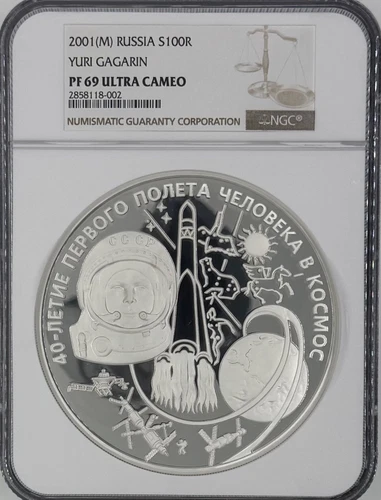 2001(M) RUSSIA S100R
YURI GAGARIN
PF 69 ULTRA CAMEO
2858118-002
NUMISMATIC GUARANTY CORPORATION
NGC®
40-ЛЕТИЕ ПЕРВОГО ПОЛЕТА ЧЕЛОВЕКА В КОСМОС
СССР